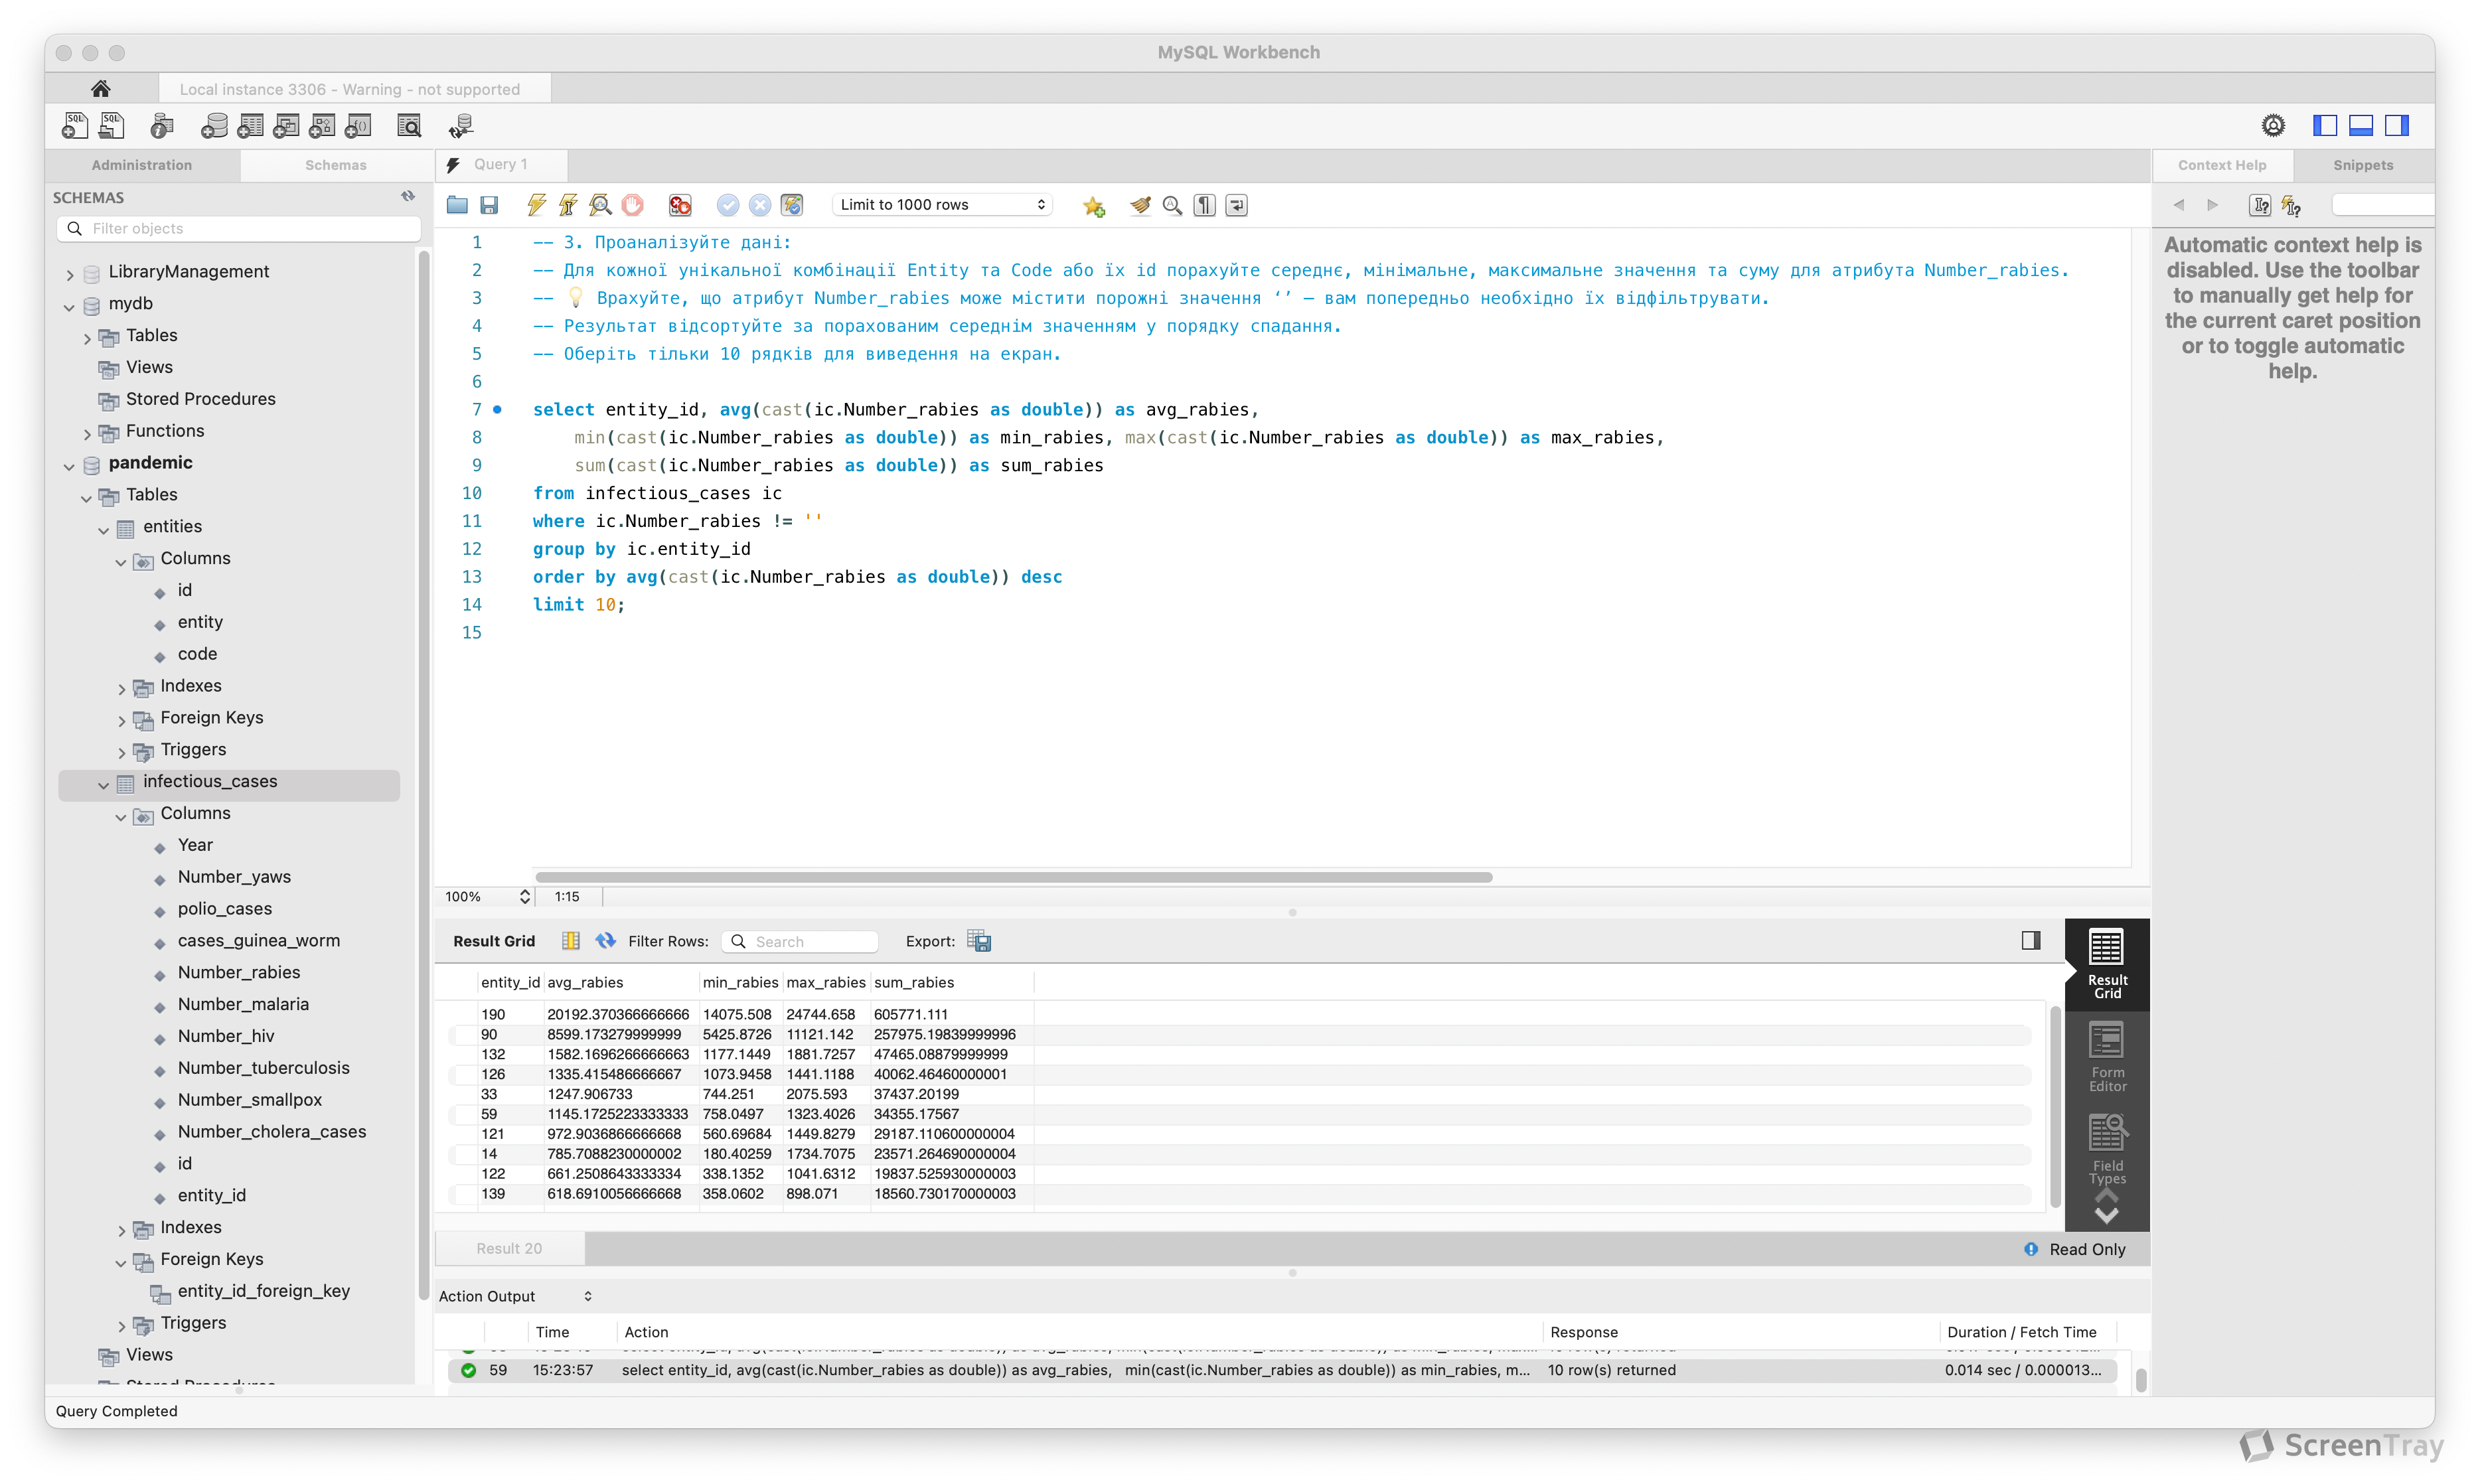 MySQL Workbench
Local instance 3306 - Warning - not supported
Administration
Schemas
Query 1
Context Help
Snippets
SCHEMAS
Filter objects
LibraryManagement
mydb
Tables
Views
Stored Procedures
Functions
pandemic
Tables
entities
Columns
id
entity
code
Indexes
Foreign Keys
Triggers
infectious_cases
Columns
Year
Number_yaws
polio_cases
cases_guinea_worm
Number_rabies
Number_malaria
Number_hiv
Number_tuberculosis
Number_smallpox
Number_cholera_cases
id
entity_id
Indexes
Foreign Keys
entity_id_foreign_key
Triggers
Views
Stored Procedures
Limit to 1000 rows
1 -- 3. Проаналізуйте дані:
2 -- Для кожної унікальної комбінації Entity та Code або їх id порахуйте середнє, мінімальне, максимальне значення та суму для атрибута Number_rabies.
3 -- 💡 Врахуйте, що атрибут Number_rabies може містити порожні значення ‘’ — вам попередньо необхідно їх відфільтрувати.
4 -- Результат відсортуйте за порахованим середнім значенням у порядку спадання.
5 -- Оберіть тільки 10 рядків для виведення на екран.
6
7 select entity_id, avg(cast(ic.Number_rabies as double)) as avg_rabies,
8 min(cast(ic.Number_rabies as double)) as min_rabies, max(cast(ic.Number_rabies as double)) as max_rabies,
9 sum(cast(ic.Number_rabies as double)) as sum_rabies
10 from infectious_cases ic
11 where ic.Number_rabies != ''
12 group by ic.entity_id
13 order by avg(cast(ic.Number_rabies as double)) desc
14 limit 10;
15
100% 1:15
Automatic context help is
disabled. Use the toolbar
to manually get help for
the current caret position
or to toggle automatic
help.
Result Grid Filter Rows: Search Export:
entity_id avg_rabies min_rabies max_rabies sum_rabies
190 20192.370366666666 14075.508 24744.658 605771.111
90 8599.173279999999 5425.8726 11121.142 257975.19839999996
132 1582.1696266666663 1177.1449 1881.7257 47465.08879999999
126 1335.415486666667 1073.9458 1441.1188 40062.46460000001
33 1247.906733 744.251 2075.593 37437.20199
59 1145.1725223333333 758.0497 1323.4026 34355.17567
121 972.9036866666668 560.69684 1449.8279 29187.110600000004
14 785.7088230000002 180.40259 1734.7075 23571.264690000004
122 661.2508643333334 338.1352 1041.6312 19837.525930000003
139 618.6910056666668 358.0602 898.071 18560.730170000003
Result
Grid
Form
Editor
Field
Types
Result 20
Read Only
Action Output
Time Action Response Duration / Fetch Time
59 15:23:57 select entity_id, avg(cast(ic.Number_rabies as double)) as avg_rabies, min(cast(ic.Number_rabies as double)) as min_rabies, m... 10 row(s) returned 0.014 sec / 0.000013...
Query Completed
ScreenTray